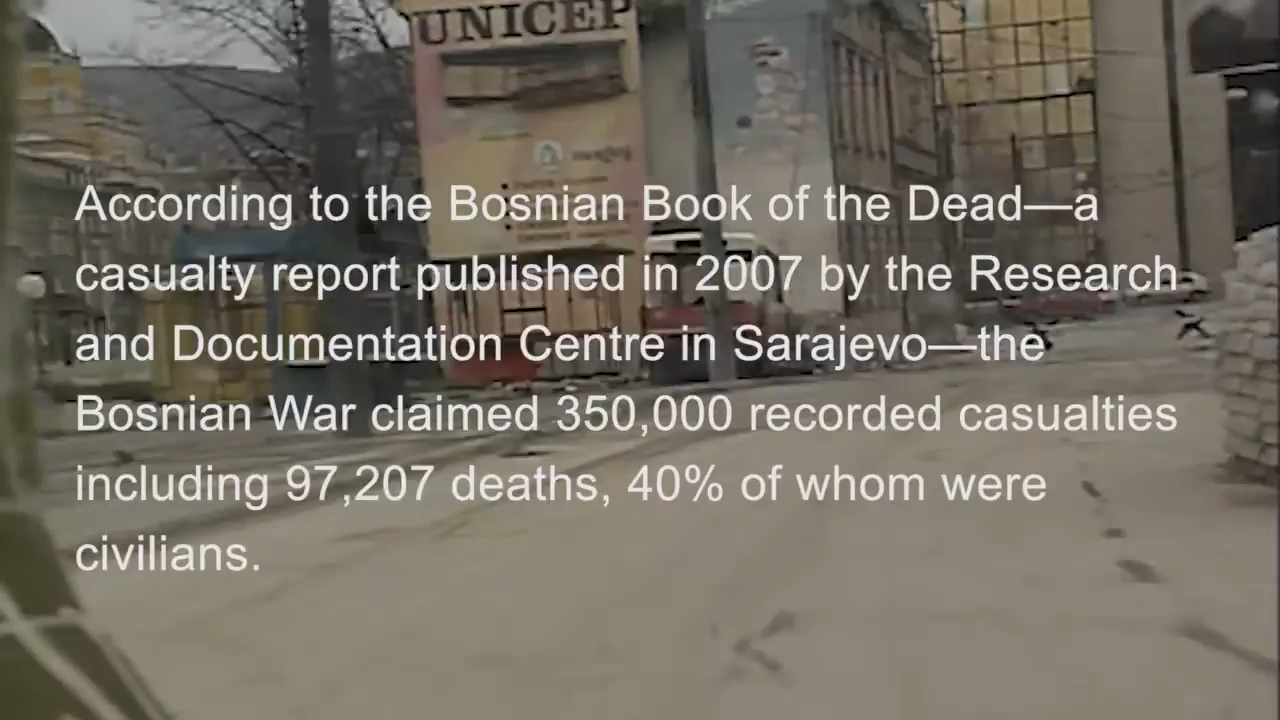 UNICEF
According to the Bosnian Book of the Dead—a
casualty report published in 2007 by the Research
and Documentation Centre in Sarajevo—the
Bosnian War claimed 350,000 recorded casualties
including 97,207 deaths, 40% of whom were
civilians.